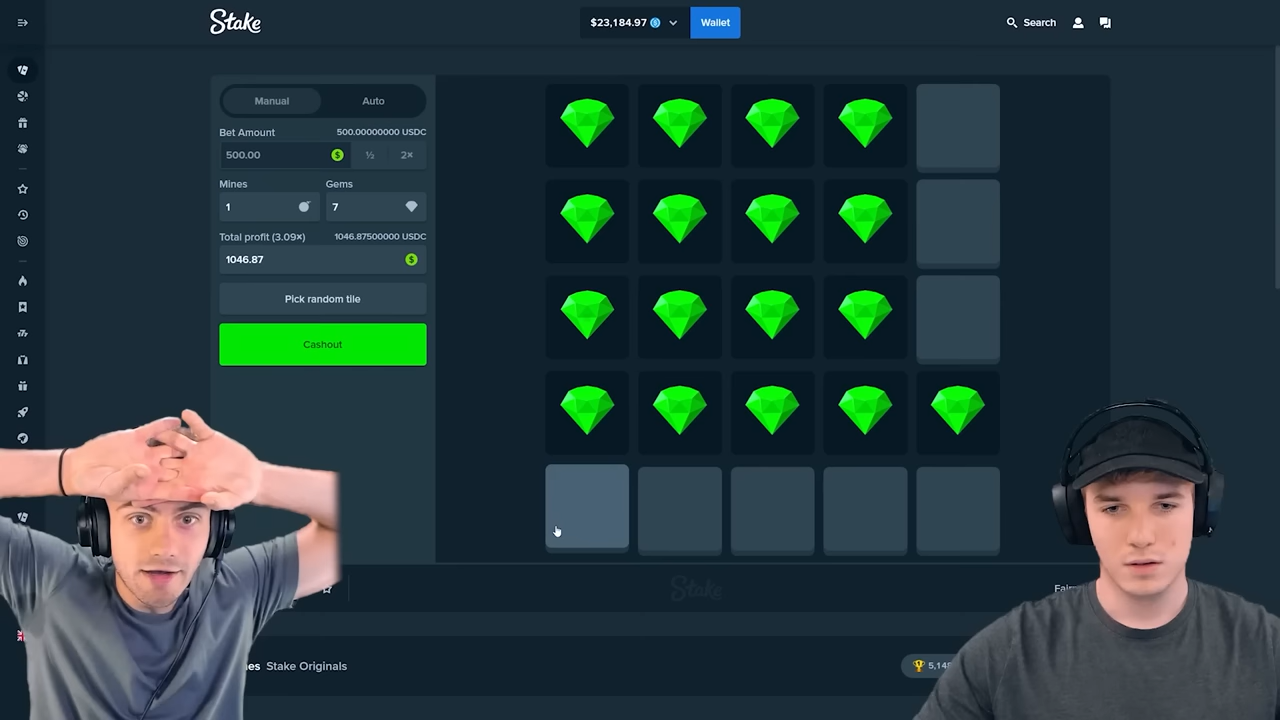 Stake
$23,184.97
Wallet
Search
Manual
Auto
Bet Amount
500.00000000 USDC
500.00
½
2×
Mines
Gems
1
7
Total profit (3.09×)
1046.87500000 USDC
1046.87
Pick random tile
Cashout
Stake
Stake Originals